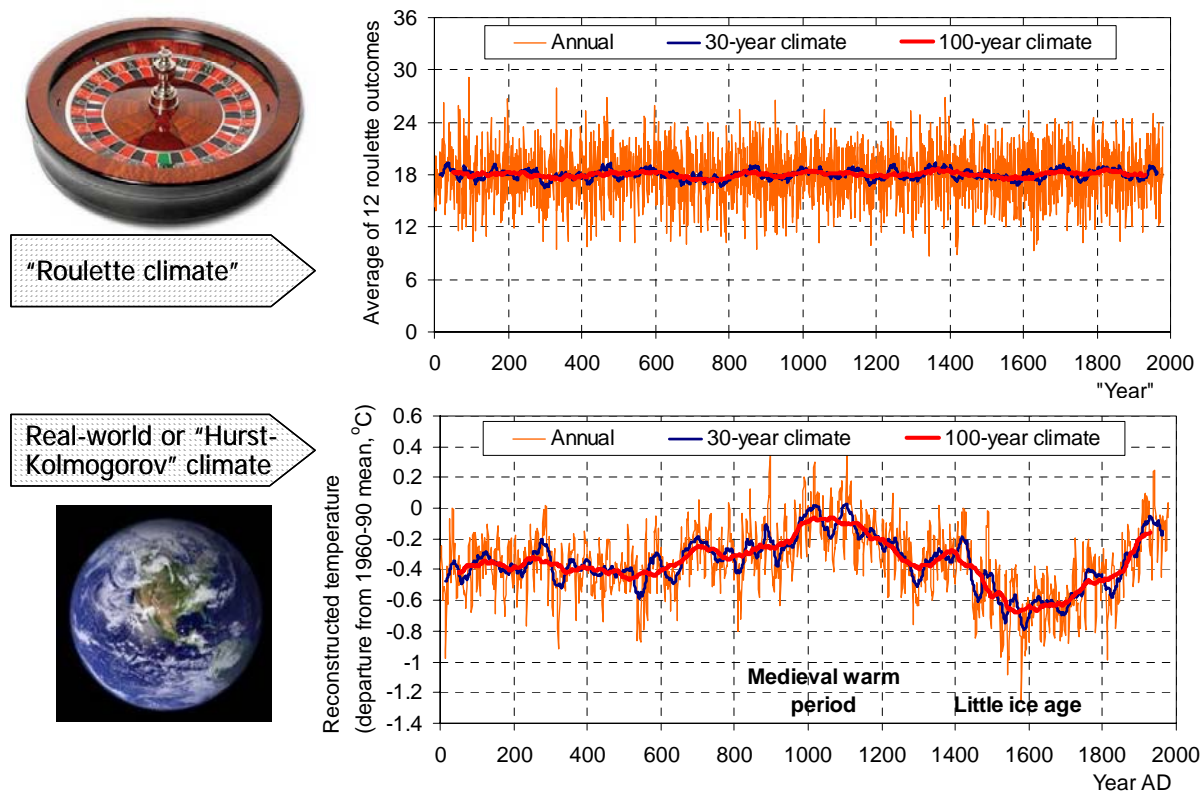 Average of 12 roulette outcomes
36
30
24
18
12
6
0
Annual
30-year climate
100-year climate
0 200 400 600 800 1000 1200 1400 1600 1800 2000
"Year"
“Roulette climate”
Real-world or “Hurst-
Kolmogorov” climate
Reconstructed temperature
(departure from 1960-90 mean, °C)
0.6
0.4
0.2
0
-0.2
-0.4
-0.6
-0.8
-1
-1.2
-1.4
Annual
30-year climate
100-year climate
Medieval warm
period
Little ice age
0 200 400 600 800 1000 1200 1400 1600 1800 2000
Year AD